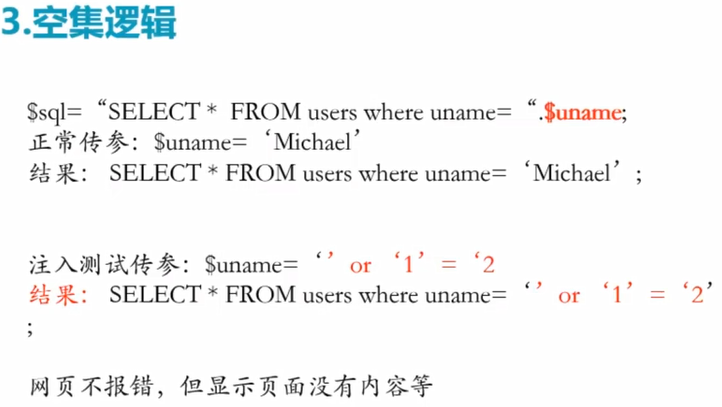 3.空集逻辑
$sql=“SELECT * FROM users where uname= “.$uname;
正常传参：$uname=‘Michael’
结果： SELECT * FROM users where uname=‘Michael’;
注入测试传参：$uname=‘’ or ‘1’ = ‘2
结果： SELECT * FROM users where uname=‘’ or ‘1’ = ‘2’
;
网页不报错，但显示页面没有内容等